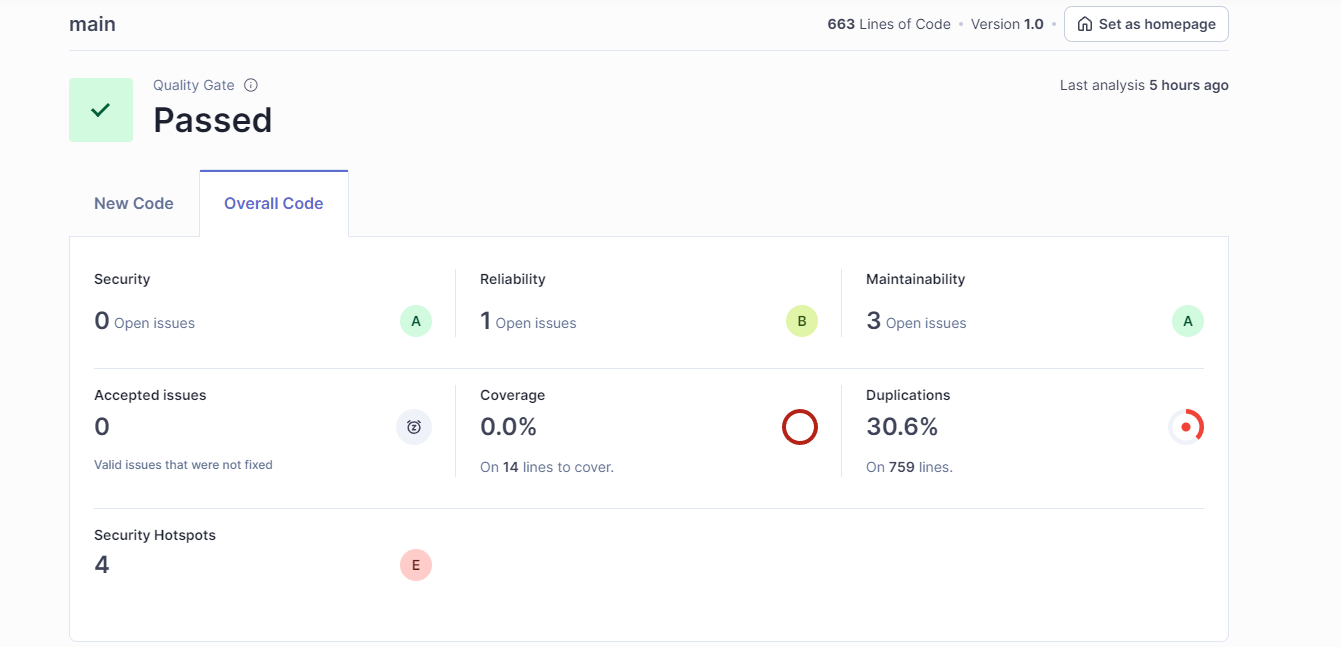 main
663 Lines of Code • Version 1.0 • Set as homepage
Quality Gate
Last analysis 5 hours ago
Passed
New Code
Overall Code
Security
0 Open issues
A
Reliability
1 Open issues
B
Maintainability
3 Open issues
A
Accepted issues
0
Valid issues that were not fixed
Coverage
0.0%
On 14 lines to cover.
Duplications
30.6%
On 759 lines.
Security Hotspots
4
E